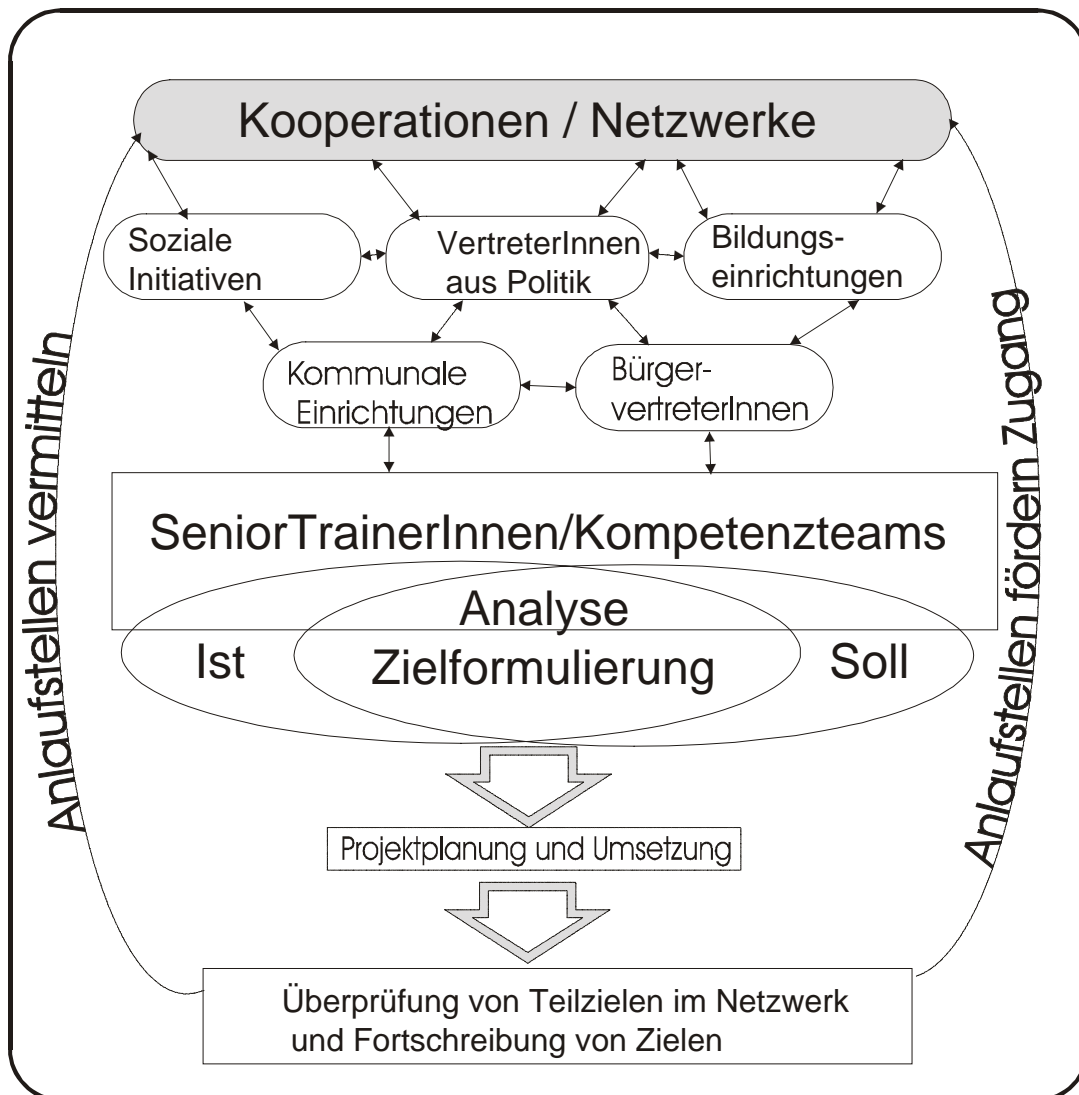 Kooperationen / Netzwerke
Soziale
Initiativen
VertreterInnen
aus Politik
Bildungs-
einrichtungen
Kommunale
Einrichtungen
Bürger-
vertreterInnen
Anlaufstellen vermitteln
Anlaufstellen fördern Zugang
SeniorTrainerInnen/Kompetenzteams
Analyse
Ist
Zielformulierung
Soll
Projektplanung und Umsetzung
Überprüfung von Teilzielen im Netzwerk
und Fortschreibung von Zielen